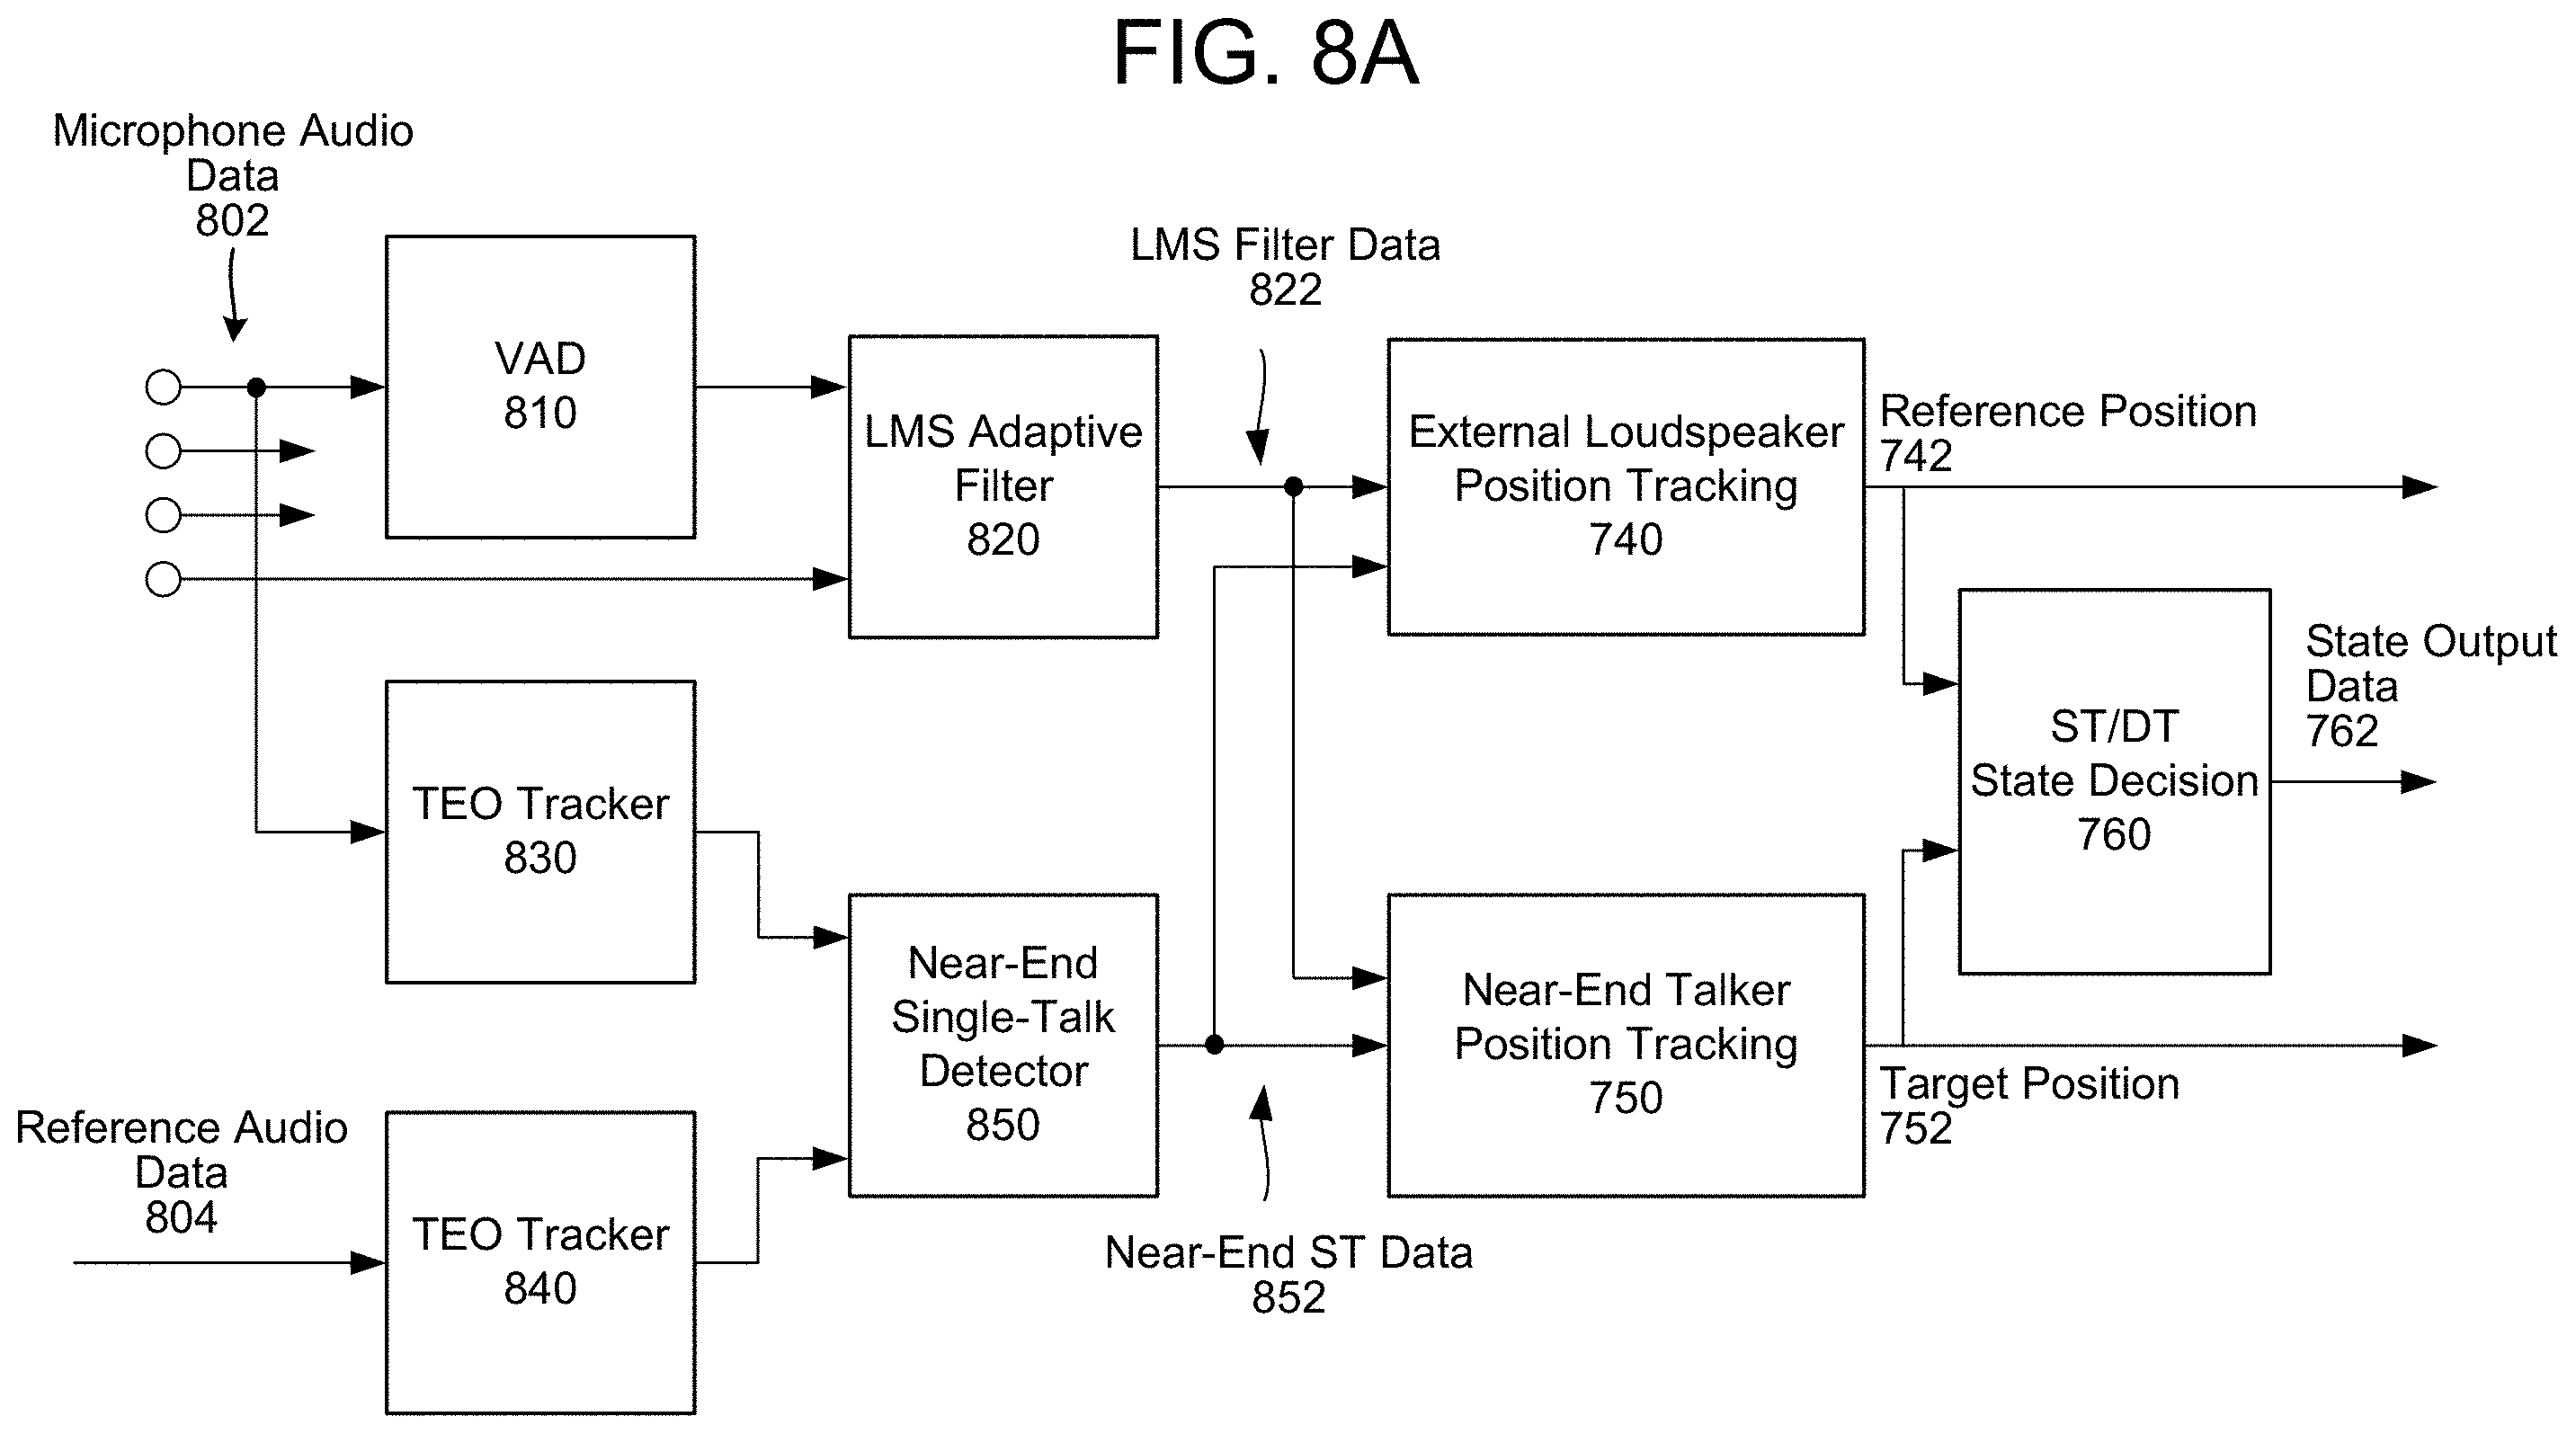 FIG. 8A
Microphone Audio
Data
802
VAD
810
LMS Filter Data
822
LMS Adaptive
Filter
820
External Loudspeaker
Position Tracking
740
Reference Position
742
State Output
Data
762
ST/DT
State Decision
760
TEO Tracker
830
Near-End
Single-Talk
Detector
850
Near-End Talker
Position Tracking
750
Target Position
752
Reference Audio
Data
804
TEO Tracker
840
Near-End ST Data
852